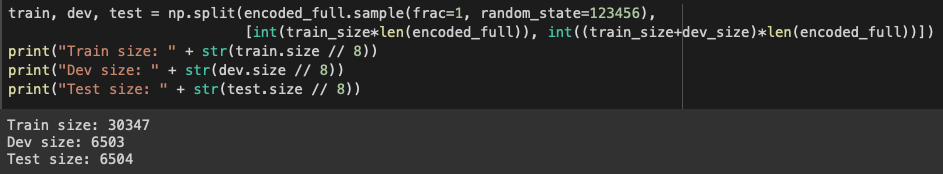 train, dev, test = np.split(encoded_full.sample(frac=1, random_state=123456),
[int(train_size*len(encoded_full)), int((train_size+dev_size)*len(encoded_full))])
print("Train size: " + str(train.size // 8))
print("Dev size: " + str(dev.size // 8))
print("Test size: " + str(test.size // 8))
Train size: 30347
Dev size: 6503
Test size: 6504